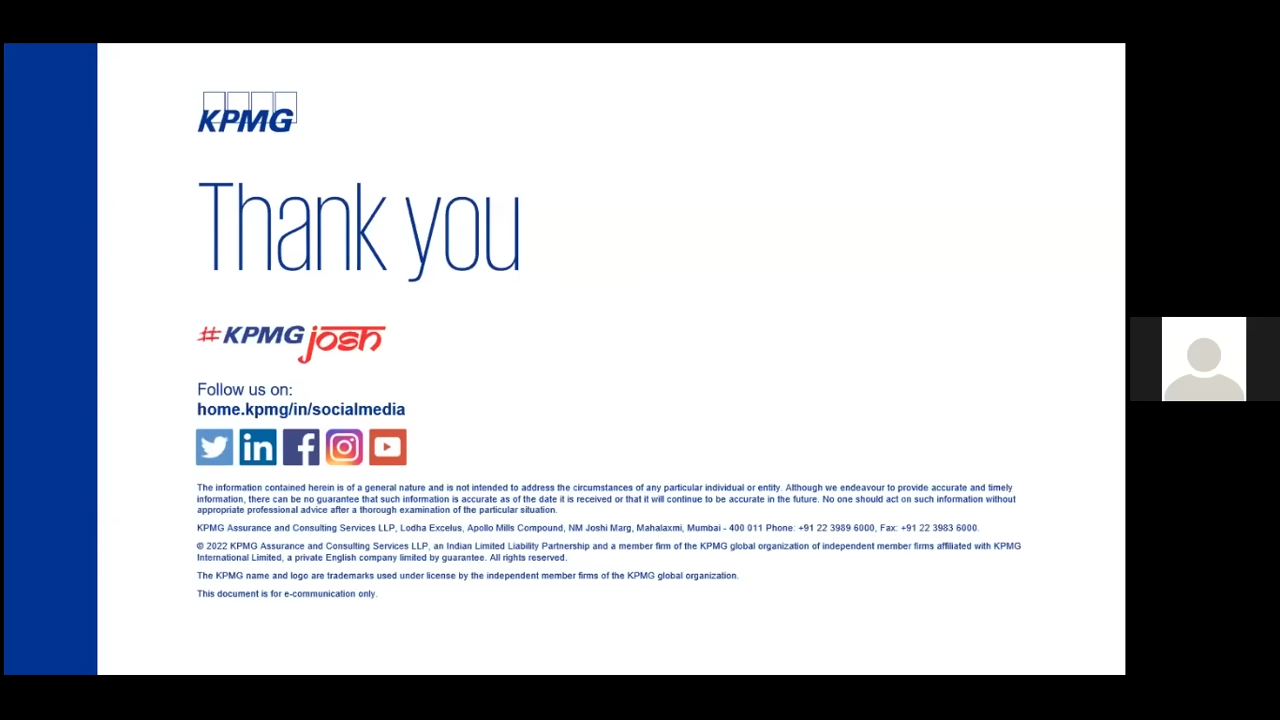 KPMG
Thank you
#KPMG josh
Follow us on:
home.kpmg/in/socialmedia
in f
The information contained herein is of a general nature and is not intended to address the circumstances of any particular individual or entity. Although we endeavour to provide accurate and timely
information, there can be no guarantee that such information is accurate as of the date it is received or that it will continue to be accurate in the future. No one should act on such information without
appropriate professional advice after a thorough examination of the particular situation.
KPMG Assurance and Consulting Services LLP, Lodha Excelus, Apollo Mills Compound, NM Joshi Marg, Mahalaxmi, Mumbai - 400 011 Phone: +91 22 3989 6000, Fax: +91 22 3983 6000.
© 2022 KPMG Assurance and Consulting Services LLP, an Indian Limited Liability Partnership and a member firm of the KPMG global organization of independent member firms affiliated with KPMG
International Limited, a private English company limited by guarantee. All rights reserved.
The KPMG name and logo are trademarks used under license by the independent member firms of the KPMG global organization.
This document is for e-communication only.